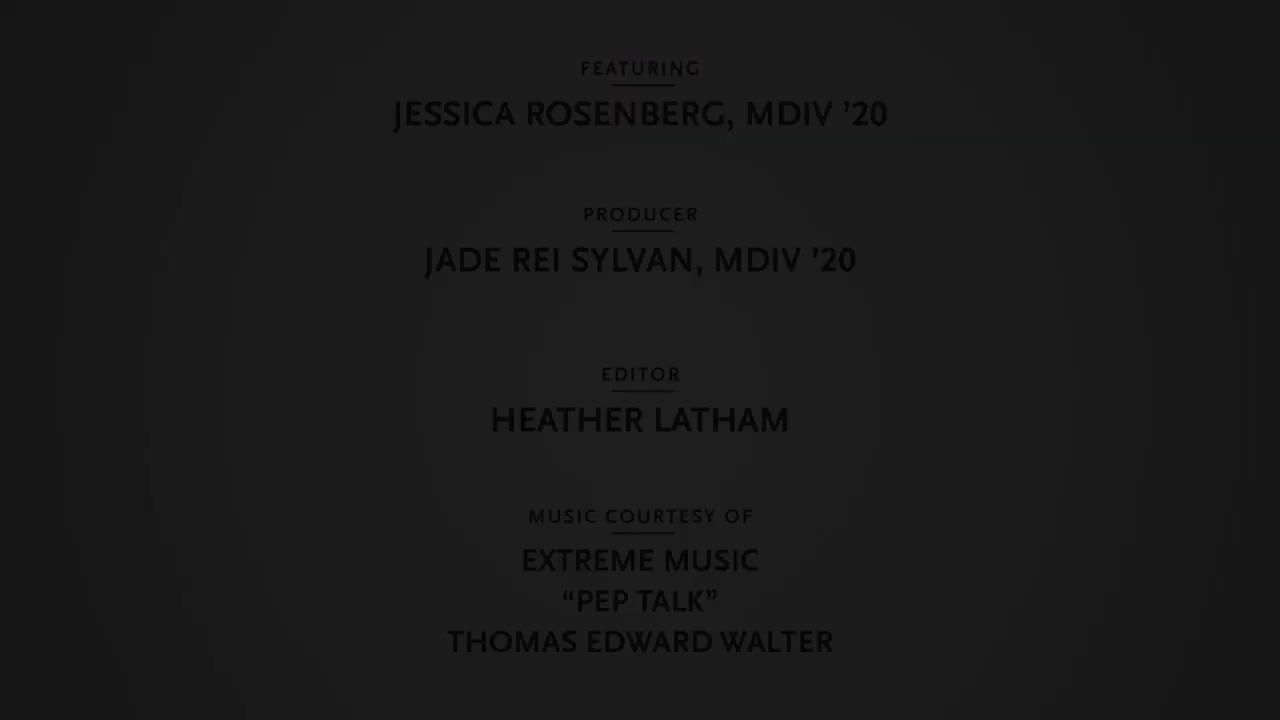 FEATURING
JESSICA ROSENBERG, MDIV ’20
PRODUCER
JADE REI SYLVAN, MDIV ’20
EDITOR
HEATHER LATHAM
MUSIC COURTESY OF
EXTREME MUSIC
“PEP TALK”
THOMAS EDWARD WALTER